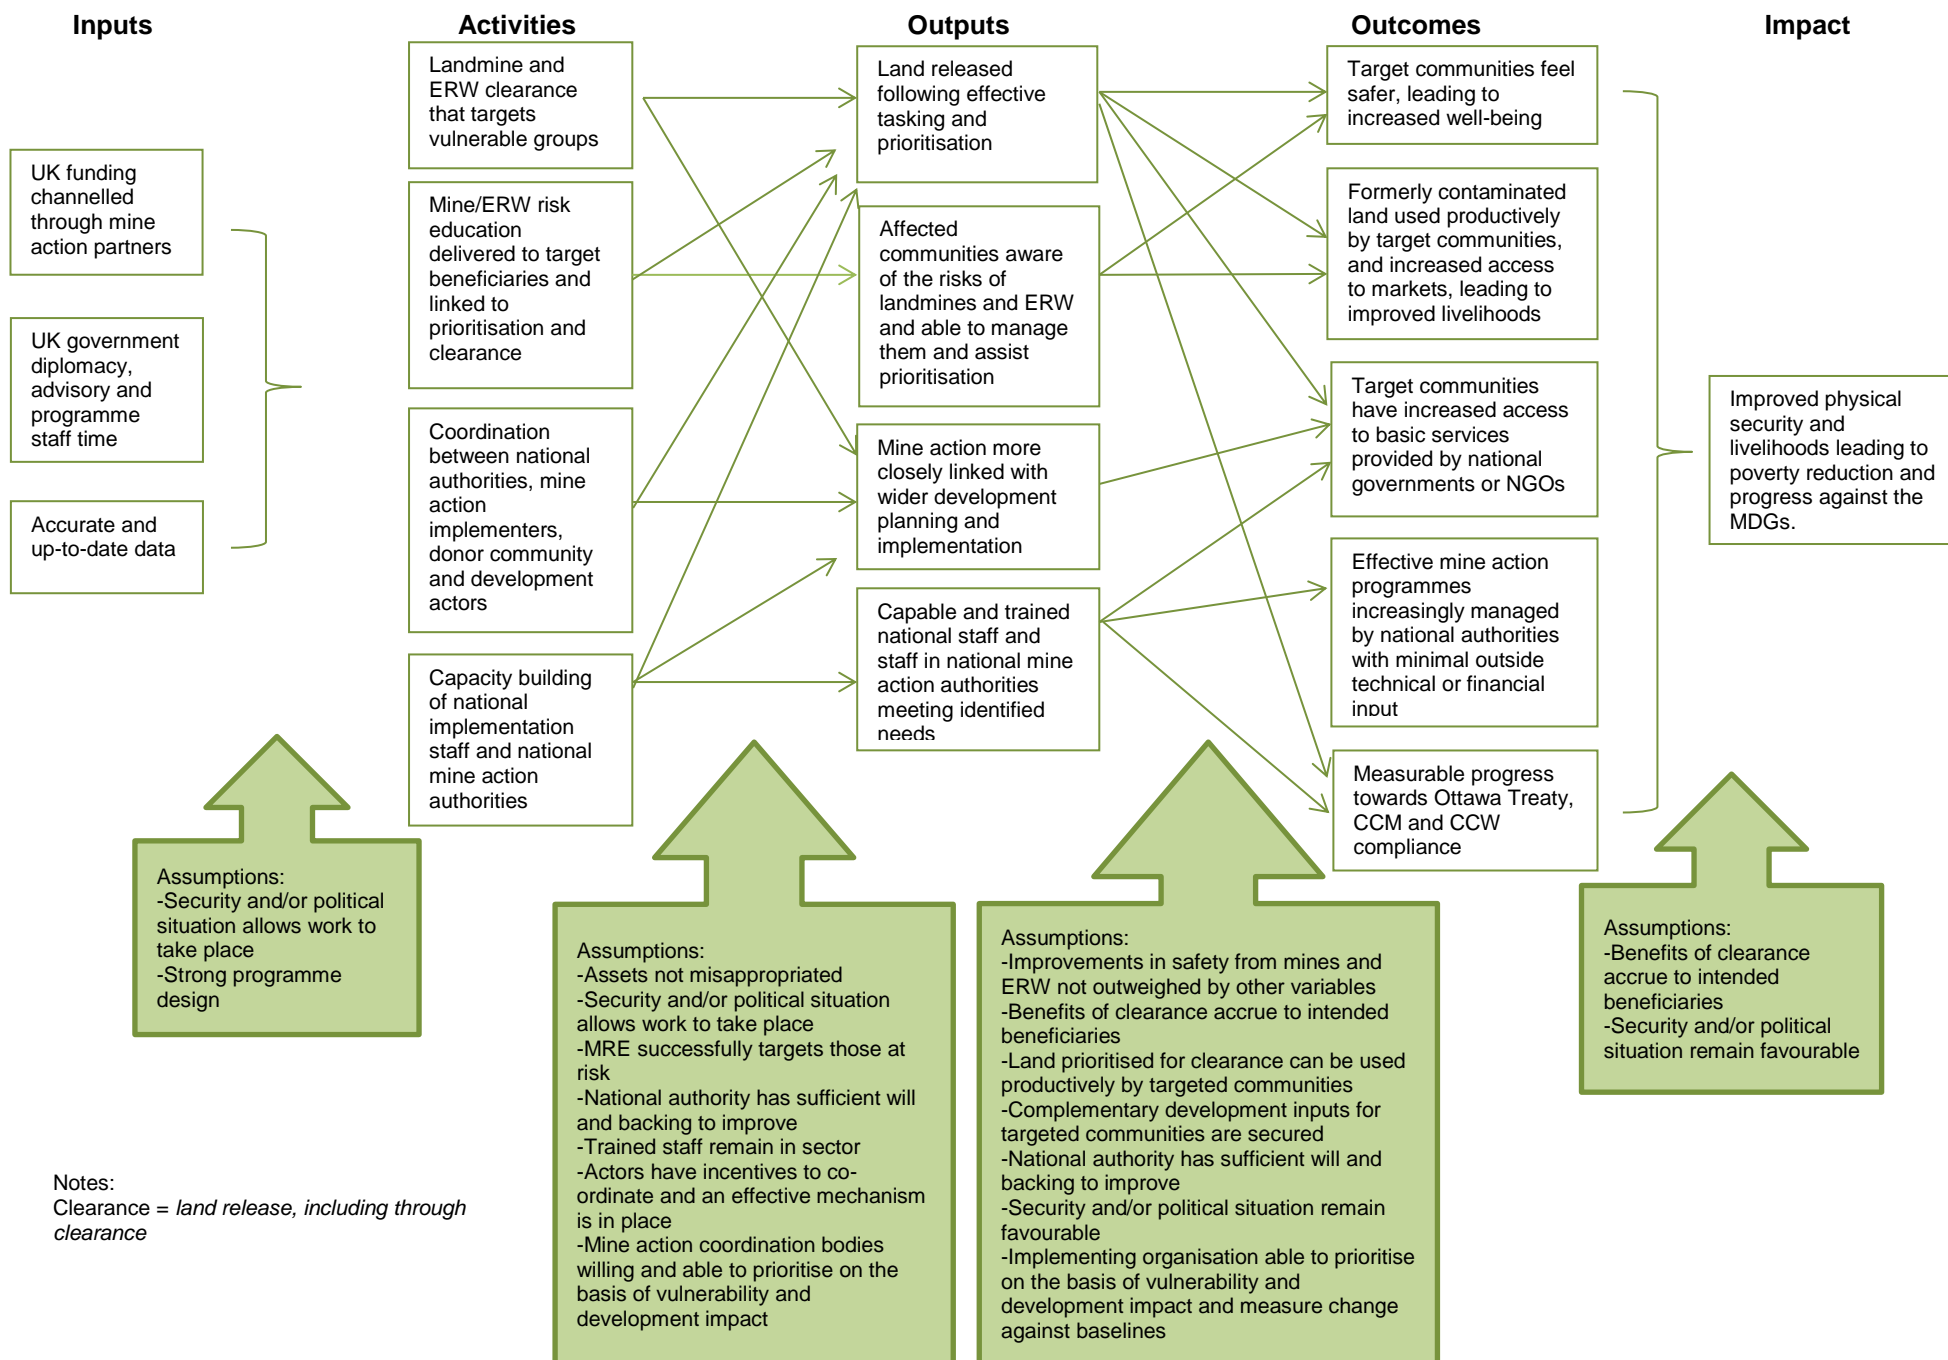 Inputs
Activities
Outputs
Outcomes
Impact
UK funding
channelled
through mine
action partners
UK government
diplomacy,
advisory and
programme
staff time
Accurate and
up-to-date data
Landmine and
ERW clearance
that targets
vulnerable groups
Mine/ERW risk
education
delivered to target
beneficiaries and
linked to
prioritisation and
clearance
Coordination
between national
authorities, mine
action
implementers,
donor community
and development
actors
Capacity building
of national
implementation
staff and national
mine action
authorities
Land released
following effective
tasking and
prioritisation
Affected
communities aware
of the risks of
landmines and ERW
and able to manage
them and assist
prioritisation
Mine action more
closely linked with
wider development
planning and
implementation
Capable and trained
national staff and
staff in national mine
action authorities
meeting identified
needs
Target communities feel
safer, leading to
increased well-being
Formerly contaminated
land used productively
by target communities,
and increased access
to markets, leading to
improved livelihoods
Target communities
have increased access
to basic services
provided by national
governments or NGOs
Effective mine action
programmes
increasingly managed
by national authorities
with minimal outside
technical or financial
input
Measurable progress
towards Ottawa Treaty,
CCM and CCW
compliance
Improved physical
security and
livelihoods leading to
poverty reduction and
progress against the
MDGs.
Assumptions:
-Security and/or political
situation allows work to
take place
-Strong programme
design
Assumptions:
-Assets not misappropriated
-Security and/or political situation
allows work to take place
-MRE successfully targets those at
risk
-National authority has sufficient will
and backing to improve
-Trained staff remain in sector
-Actors have incentives to co-
ordinate and an effective mechanism
is in place
-Mine action coordination bodies
willing and able to prioritise on the
basis of vulnerability and
development impact
Assumptions:
-Improvements in safety from mines and
ERW not outweighed by other variables
-Benefits of clearance accrue to intended
beneficiaries
-Land prioritised for clearance can be used
productively by targeted communities
-Complementary development inputs for
targeted communities are secured
-National authority has sufficient will and
backing to improve
-Security and/or political situation remain
favourable
-Implementing organisation able to prioritise
on the basis of vulnerability and
development impact and measure change
against baselines
Assumptions:
-Benefits of clearance
accrue to intended
beneficiaries
-Security and/or political
situation remain favourable
Notes:
Clearance = land release, including through
clearance